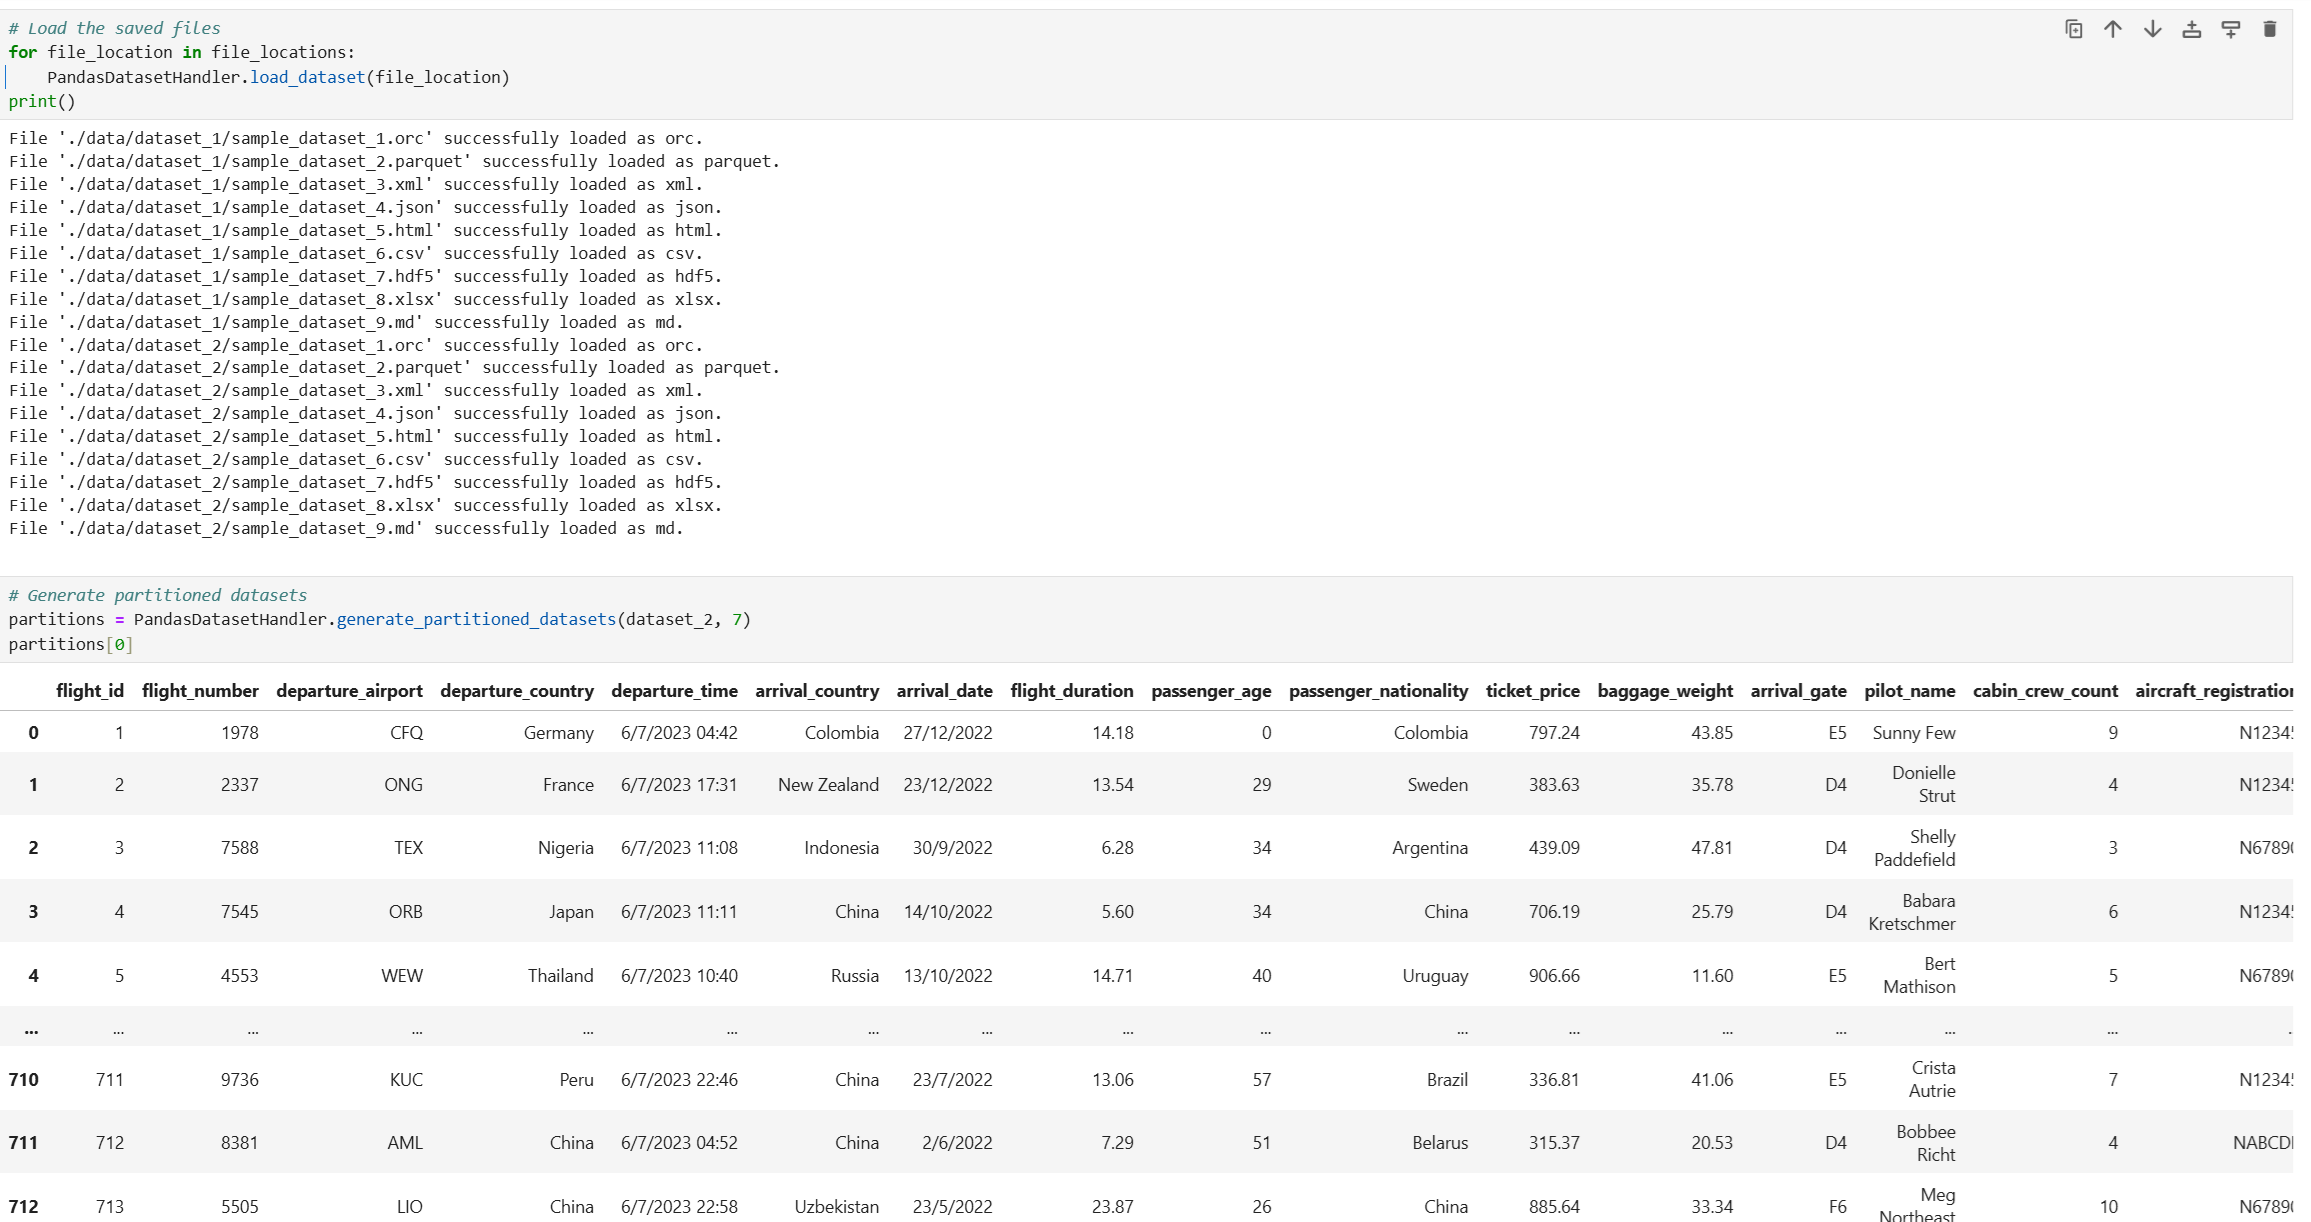 # Load the saved files
for file_location in file_locations:
    PandasDatasetHandler.load_dataset(file_location)
print()
File './data/dataset_1/sample_dataset_1.orc' successfully loaded as orc.
File './data/dataset_1/sample_dataset_2.parquet' successfully loaded as parquet.
File './data/dataset_1/sample_dataset_3.xml' successfully loaded as xml.
File './data/dataset_1/sample_dataset_4.json' successfully loaded as json.
File './data/dataset_1/sample_dataset_5.html' successfully loaded as html.
File './data/dataset_1/sample_dataset_6.csv' successfully loaded as csv.
File './data/dataset_1/sample_dataset_7.hdf5' successfully loaded as hdf5.
File './data/dataset_1/sample_dataset_8.xlsx' successfully loaded as xlsx.
File './data/dataset_1/sample_dataset_9.md' successfully loaded as md.
File './data/dataset_2/sample_dataset_1.orc' successfully loaded as orc.
File './data/dataset_2/sample_dataset_2.parquet' successfully loaded as parquet.
File './data/dataset_2/sample_dataset_3.xml' successfully loaded as xml.
File './data/dataset_2/sample_dataset_4.json' successfully loaded as json.
File './data/dataset_2/sample_dataset_5.html' successfully loaded as html.
File './data/dataset_2/sample_dataset_6.csv' successfully loaded as csv.
File './data/dataset_2/sample_dataset_7.hdf5' successfully loaded as hdf5.
File './data/dataset_2/sample_dataset_8.xlsx' successfully loaded as xlsx.
File './data/dataset_2/sample_dataset_9.md' successfully loaded as md.
# Generate partitioned datasets
partitions = PandasDatasetHandler.generate_partitioned_datasets(dataset_2, 7)
partitions[0]
flight_id flight_number departure_airport departure_country departure_time arrival_country arrival_date flight_duration passenger_age passenger_nationality ticket_price baggage_weight arrival_gate pilot_name cabin_crew_count aircraft_registration
0 1 1978 CFQ Germany 6/7/2023 04:42 Colombia 27/12/2022 14.18 0 Colombia 797.24 43.85 E5 Sunny Few 9 N12345
1 2 2337 ONG France 6/7/2023 17:31 New Zealand 23/12/2022 13.54 29 Sweden 383.63 35.78 D4 Donielle Strut 4 N12345
2 3 7588 TEX Nigeria 6/7/2023 11:08 Indonesia 30/9/2022 6.28 34 Argentina 439.09 47.81 D4 Shelly Paddefield 3 N67890
3 4 7545 ORB Japan 6/7/2023 11:11 China 14/10/2022 5.60 34 China 706.19 25.79 D4 Babara Kretschmer 6 N12345
4 5 4553 WEW Thailand 6/7/2023 10:40 Russia 13/10/2022 14.71 40 Uruguay 906.66 11.60 E5 Bert Mathison 5 N67890
... ... ... ... ... ... ... ... ... ... ... ... ... ... ... ... ..
710 711 9736 KUC Peru 6/7/2023 22:46 China 23/7/2022 13.06 57 Brazil 336.81 41.06 E5 Crista Autrie 7 N12345
711 712 8381 AML China 6/7/2023 04:52 China 2/6/2022 7.29 51 Belarus 315.37 20.53 D4 Bobbee Richt 4 NABCD
712 713 5505 LIO China 6/7/2023 22:58 Uzbekistan 23/5/2022 23.87 26 China 885.64 33.34 F6 Meg Northeast 10 N67890